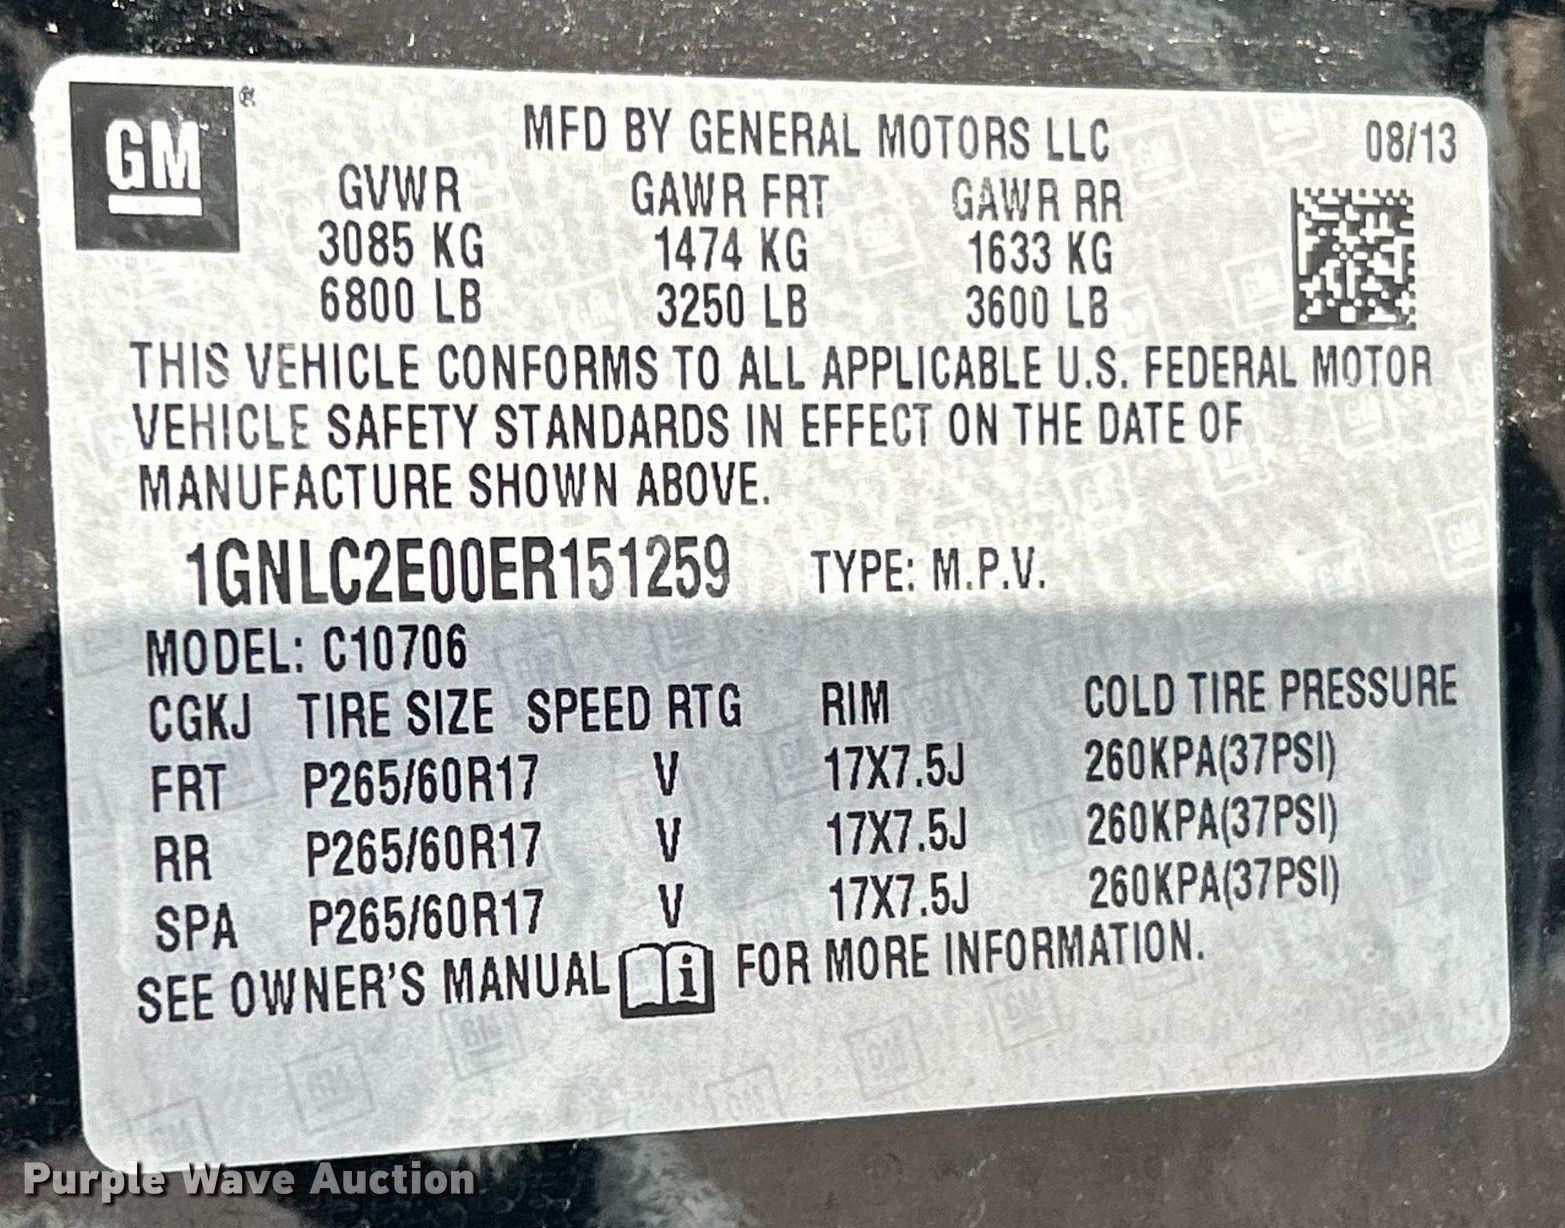 GM®
MFD BY GENERAL MOTORS LLC 08/13
GVWR GAWR FRT GAWR RR
3085 KG 1474 KG 1633 KG
6800 LB 3250 LB 3600 LB
THIS VEHICLE CONFORMS TO ALL APPLICABLE U.S. FEDERAL MOTOR
VEHICLE SAFETY STANDARDS IN EFFECT ON THE DATE OF
MANUFACTURE SHOWN ABOVE.
1GNLC2E00ER151259 TYPE: M.P.V.
MODEL: C10706
CGKJ TIRE SIZE SPEED RTG RIM COLD TIRE PRESSURE
FRT P265/60R17 V 17X7.5J 260KPA(37PSI)
RR P265/60R17 V 17X7.5J 260KPA(37PSI)
SPA P265/60R17 V 17X7.5J 260KPA(37PSI)
SEE OWNER'S MANUAL i FOR MORE INFORMATION.
Purple Wave Auction